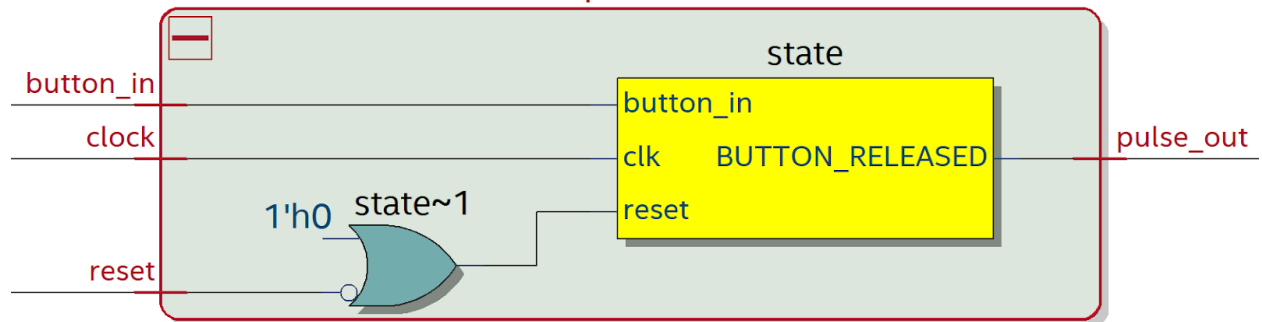 state
button_in
button_in
clock
clk
BUTTON_RELEASED
pulse_out
1'h0
state~1
reset
reset